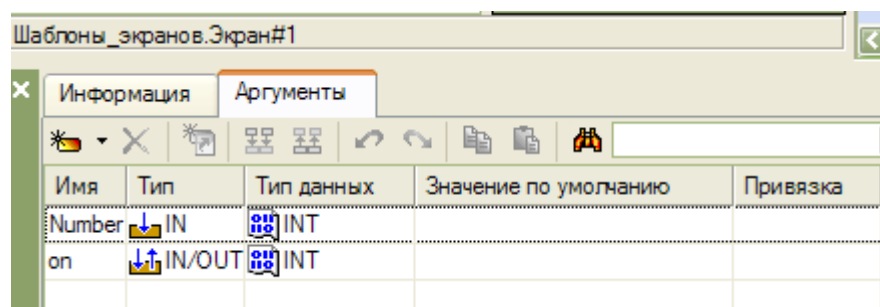 Шаблоны_экранов.Экран#1
Информация Аргументы
Имя Тип Тип данных Значение по умолчанию Привязка
Number IN INT
on IN/OUT INT